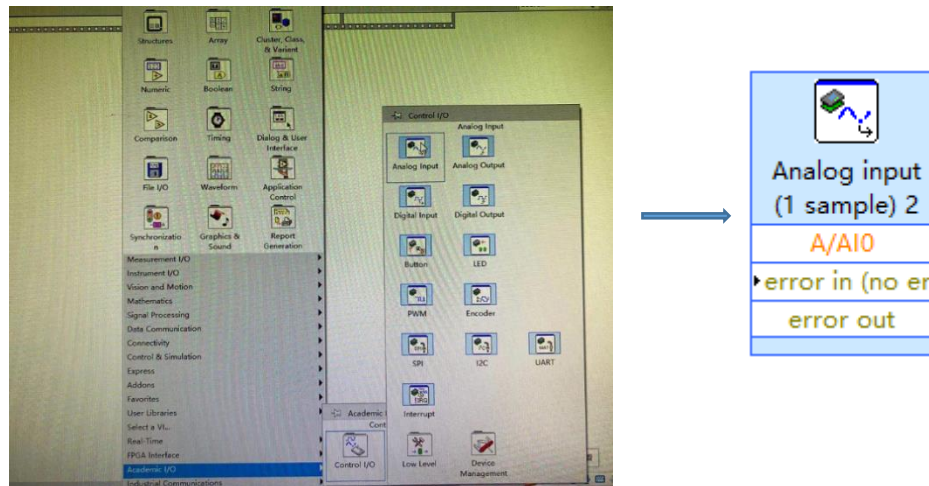 Structures
Array
Cluster, Class,
& Variant
Numeric
Boolean
String
Comparison
Timing
Dialog & User
Interface
File I/O
Waveform
Application
Control
Synchronizatio
n
Graphics &
Sound
Report
Generation
Measurement I/O
Instrument I/O
Vision and Motion
Mathematics
Signal Processing
Data Communication
Connectivity
Control & Simulation
Express
Addons
Favorites
User Libraries
Select a VI...
Real-Time
FPGA Interface
Academic I/O
Industrial Communications
Academic
Cont
Control I/O
Control I/O
Analog Input
Analog Input
Analog Output
Digital Input
Digital Output
Button
LED
PWM
Encoder
SPI
I2C
UART
Interrupt
Low Level
Device
Management
Analog input
(1 sample) 2
A/AI0
error in (no er
error out